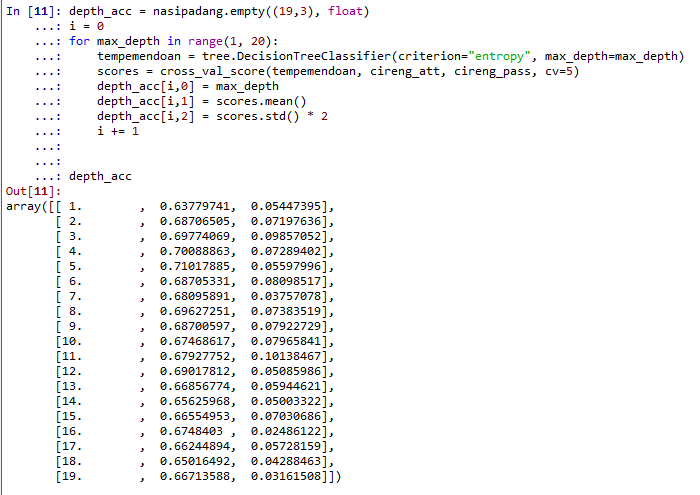 In [11]: depth_acc = nasipadang.empty((19,3), float)
    ...: i = 0
    ...: for max_depth in range(1, 20):
    ...:     tempemendoan = tree.DecisionTreeClassifier(criterion="entropy", max_depth=max_depth)
    ...:     scores = cross_val_score(tempemendoan, cireng_att, cireng_pass, cv=5)
    ...:     depth_acc[i,0] = max_depth
    ...:     depth_acc[i,1] = scores.mean()
    ...:     depth_acc[i,2] = scores.std() * 2
    ...:     i += 1
    ...:
    ...:
    ...: depth_acc
Out[11]:
array([[ 1.        ,  0.63779741,  0.05447395],
       [ 2.        ,  0.68706505,  0.07197636],
       [ 3.        ,  0.69774069,  0.09857052],
       [ 4.        ,  0.70088863,  0.07289402],
       [ 5.        ,  0.71017885,  0.05597996],
       [ 6.        ,  0.68705331,  0.08098517],
       [ 7.        ,  0.68095891,  0.03757078],
       [ 8.        ,  0.69627251,  0.07383519],
       [ 9.        ,  0.68700597,  0.07922729],
       [10.        ,  0.67468617,  0.07965841],
       [11.        ,  0.67927752,  0.10138467],
       [12.        ,  0.69017812,  0.05085986],
       [13.        ,  0.66856774,  0.05944621],
       [14.        ,  0.65625968,  0.05003322],
       [15.        ,  0.66554953,  0.07030686],
       [16.        ,  0.6748403 ,  0.02486122],
       [17.        ,  0.66244894,  0.05728159],
       [18.        ,  0.65016492,  0.04288463],
       [19.        ,  0.66713588,  0.03161508]])